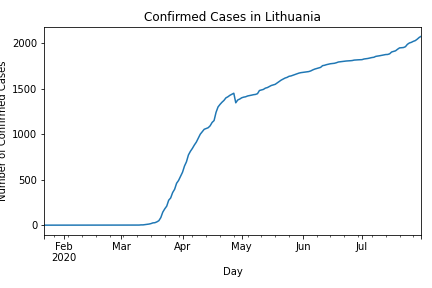 Confirmed Cases in Lithuania
Number of Confirmed Cases
2000
1500
1000
500
0
Feb
2020
Mar
Apr
May
Jun
Jul
Day